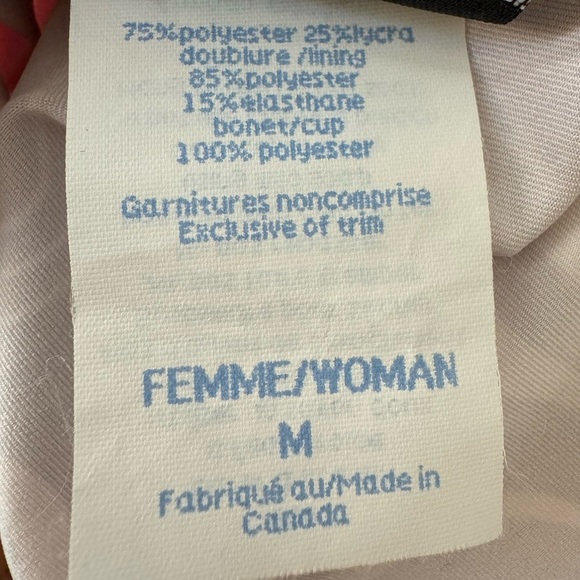 75%polyester 25%lycra
doublure /lining
85%polyester
15%elasthane
bonet/cup
100% polyester
Garnitures noncomprise
Exclusive of trim
FEMME/WOMAN
M
Fabriqué au/Made in
Canada